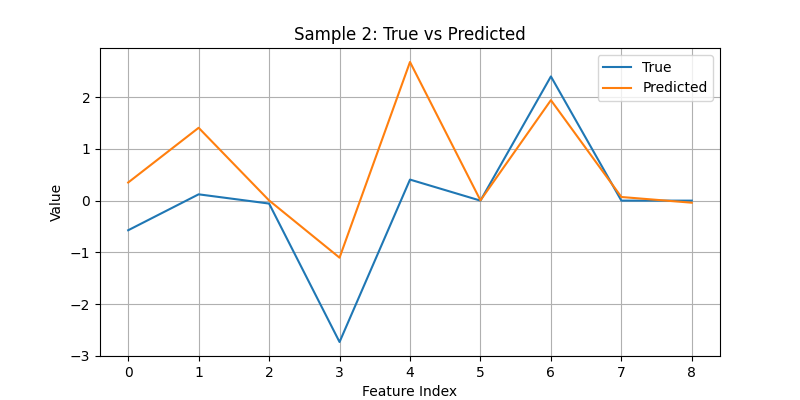 Sample 2: True vs Predicted
True
Predicted
Value
2
1
0
−1
−2
−3
0 1 2 3 4 5 6 7 8
Feature Index